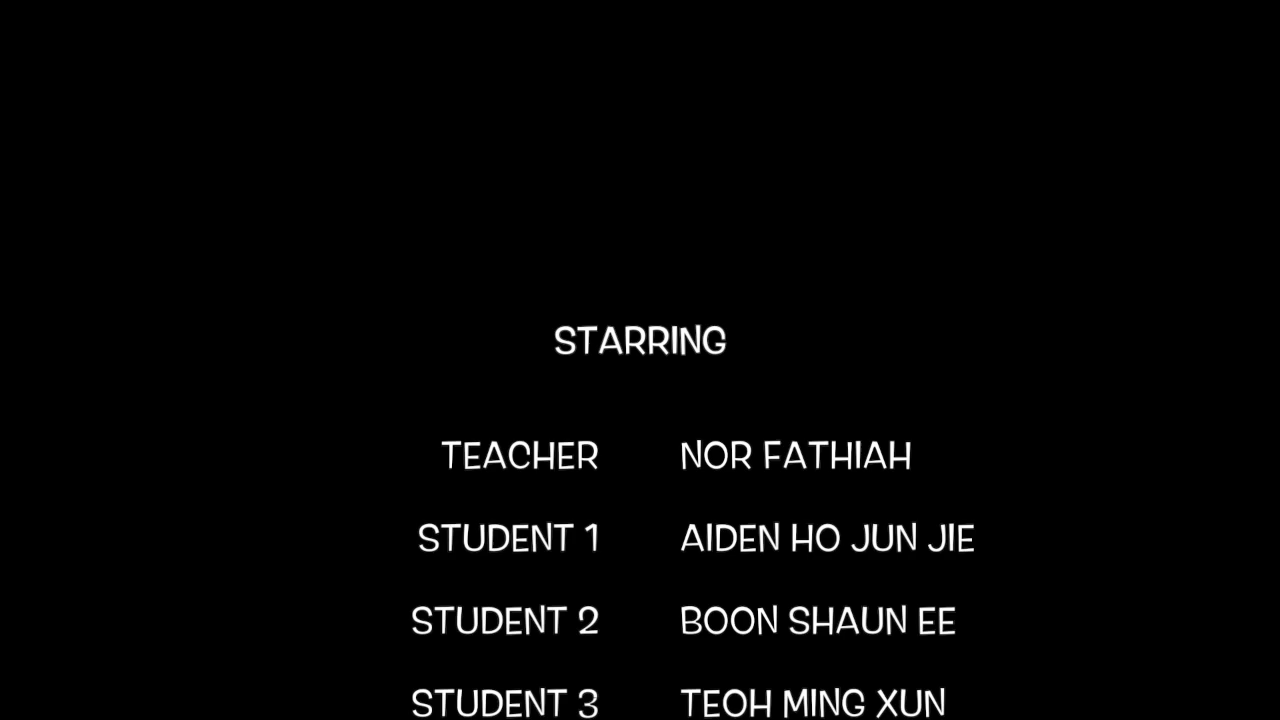 STARRING
TEACHER NOR FATHIAH
STUDENT 1 AIDEN HO JUN JIE
STUDENT 2 BOON SHAUN EE
STUDENT 3 TEOH MING XUN